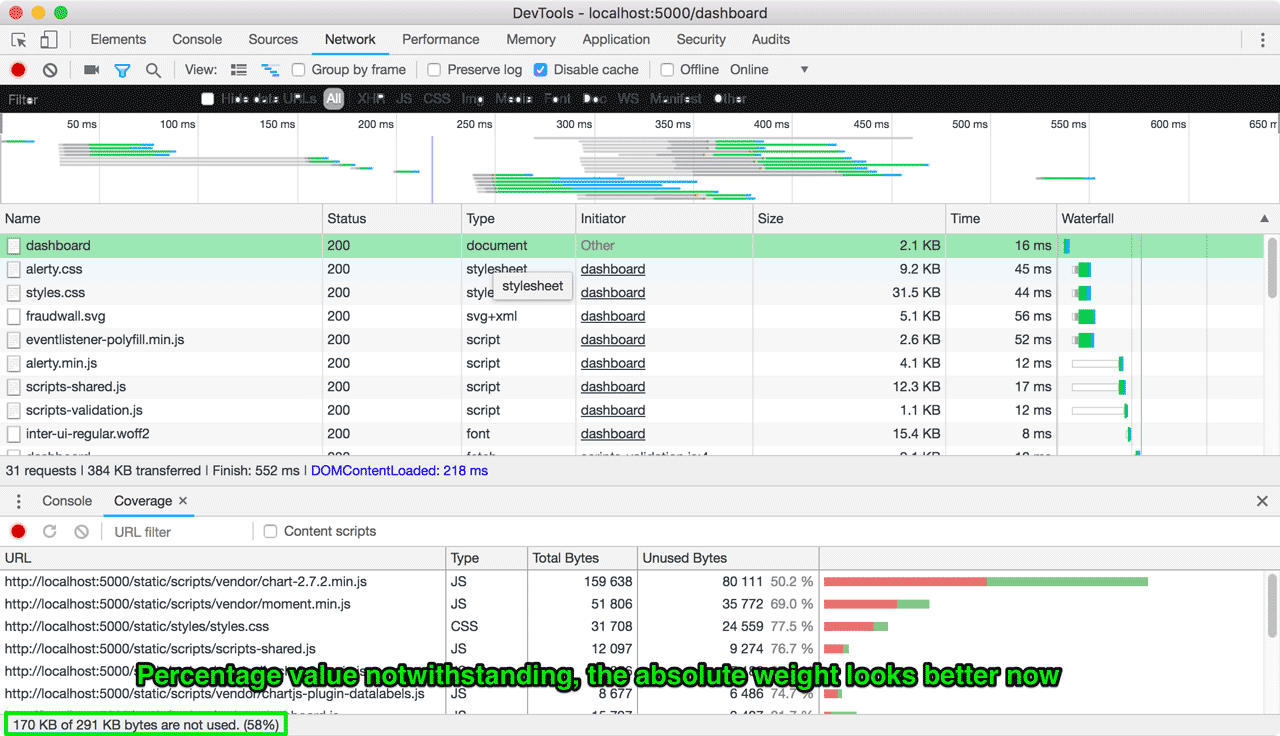 DevTools - localhost:5000/dashboard
Elements Console Sources Network Performance Memory Application Security Audits
View: Group by frame Preserve log Disable cache Offline Online
Filter Hide data URLs All XHR JS CSS Img Media Font Doc WS Manifest Other
50 ms 100 ms 150 ms 200 ms 250 ms 300 ms 350 ms 400 ms 450 ms 500 ms 550 ms 600 ms 650 m
Name Status Type Initiator Size Time Waterfall
dashboard 200 document Other 2.1 KB 16 ms
alerty.css 200 stylesheet dashboard 9.2 KB 45 ms
styles.css 200 style dashboard 31.5 KB 44 ms
stylesheet
fraudwall.svg 200 svg+xml dashboard 5.1 KB 56 ms
eventlistener-polyfill.min.js 200 script dashboard 2.6 KB 52 ms
alerty.min.js 200 script dashboard 4.1 KB 12 ms
scripts-shared.js 200 script dashboard 12.3 KB 17 ms
scripts-validation.js 200 script dashboard 1.1 KB 12 ms
inter-ui-regular.woff2 200 font dashboard 15.4 KB 8 ms
31 requests | 384 KB transferred | Finish: 552 ms | DOMContentLoaded: 218 ms
Console Coverage ×
URL filter Content scripts
URL Type Total Bytes Unused Bytes
http://localhost:5000/static/scripts/vendor/chart-2.7.2.min.js JS 159 638 80 111 50.2 %
http://localhost:5000/static/scripts/vendor/moment.min.js JS 51 806 35 772 69.0 %
http://localhost:5000/static/styles/styles.css CSS 31 708 24 559 77.5 %
http://localhost:5000/static/scripts/scripts-shared.js JS 12 097 9 274 76.7 %
Percentage value notwithstanding, the absolute weight looks better now
http://localhost:5000/static/scripts/vendor/chartjs-plugin-datalabels.js JS 8 677 6 486 74.7 %
170 KB of 291 KB bytes are not used. (58%)